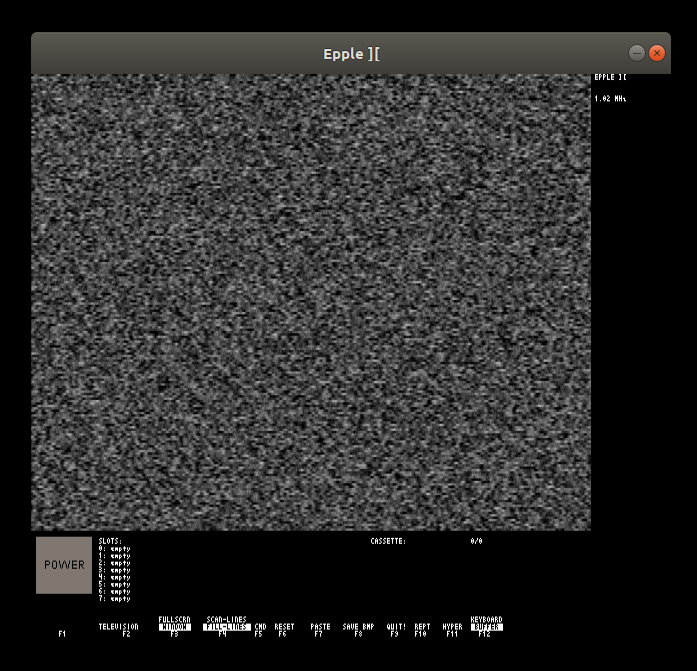 Epple ][
EPPLE ][
1.02 MHz
POWER
SLOTS:
0: empty
1: empty
2: empty
3: empty
4: empty
5: empty
6: empty
7: empty
CASSETTE: 0/0
FULLSCRN SCAN-LINES KEYBOARD
TELEVISION WINDOW FILL-LINES CMD RESET PASTE SAVE BMP QUIT! REPT HYPER BUFFER
F1 F2 F3 F4 F5 F6 F7 F8 F9 F10 F11 F12